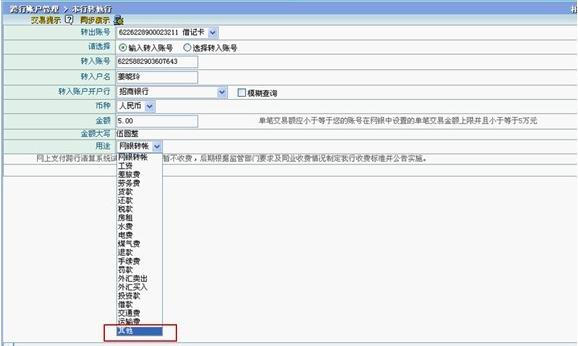 跨行账户管理 > 本行转他行
交易提示 同步演示
转出账号 6226228900023211 借记卡
请选择 输入转入账号 选择转入账号
转入账号 6225882903607643
转入户名 姜晓玲
转入账户开户行 招商银行 模糊查询
币种 人民币
金额 5.00 单笔交易额应小于等于您的账号在网银中设置的单笔交易金额上限并且小于等于5万元
金额大写 伍圆整
用途 网银转帐
网上支付跨行清算系统 暂不收费，后期根据监管部门要求及同业收费情况制定我行收费标准并公告实施。
网银转帐
工资
差旅费
劳务费
货款
还款
税款
房租
水费
电费
煤气费
退款
手续费
罚款
外汇卖出
外汇买入
投资款
借款
交通费
运输费
其他